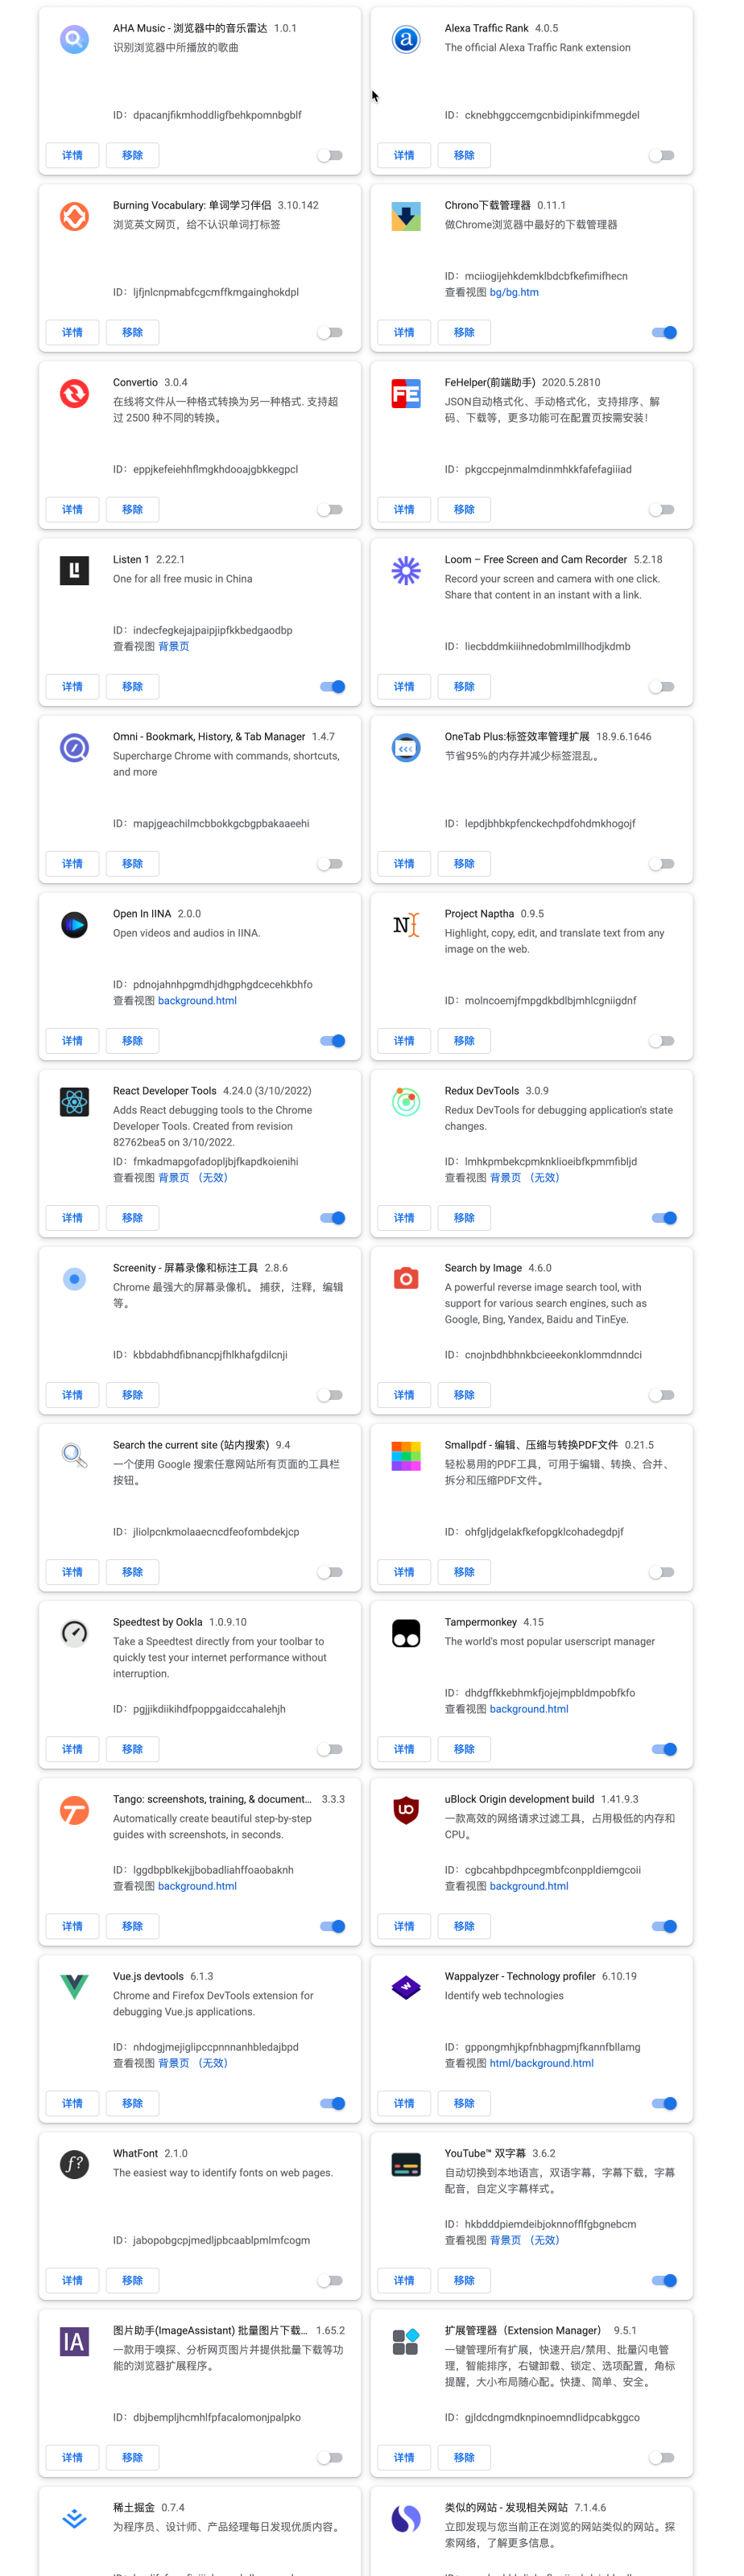 AHA Music - 浏览器中的音乐雷达 1.0.1
识别浏览器中所播放的歌曲
ID： dpacanjfikmhoddligfbehkpomnbgblf
详情 移除
Alexa Traffic Rank 4.0.5
The official Alexa Traffic Rank extension
ID： cknebhggccemgcnbidipinkifmmegdel
详情 移除
Burning Vocabulary: 单词学习伴侣 3.10.142
浏览英文网页，给不认识单词打标签
ID： ljfjnlcnpmabfcgcmffkmgainghokdpl
详情 移除
Chrono下载管理器 0.11.1
做Chrome浏览器中最好的下载管理器
ID： mciiogijehkdemklbdcbfkefimifhecn
查看视图 bg/bg.htm
详情 移除
Convertio 3.0.4
在线将文件从一种格式转换为另一种格式. 支持超
过 2500 种不同的转换。
ID： eppjkefeiehhflmgkhdooajgbkkegpcl
详情 移除
FeHelper(前端助手) 2020.5.2810
JSON自动格式化、手动格式化，支持排序、解
码、下载等，更多功能可在配置页按需安装！
ID： pkgccpejnmalmdinmhkkfafefagiiiad
详情 移除
Listen 1 2.22.1
One for all free music in China
ID： indecfegkejajpaipjipfkkbedgaodbp
查看视图 背景页
详情 移除
Loom – Free Screen and Cam Recorder 5.2.18
Record your screen and camera with one click.
Share that content in an instant with a link.
ID： liecbddmkiiihnedobmlmillhodjkdmb
详情 移除
Omni - Bookmark, History, & Tab Manager 1.4.7
Supercharge Chrome with commands, shortcuts,
and more
ID： mapjgeachilmcbbokkgcbgpbakaaeehi
详情 移除
OneTab Plus:标签效率管理扩展 18.9.6.1646
节省95%的内存并减少标签混乱。
ID： lepdjbhbkpfenckechpdfohdmkhogojf
详情 移除
Open In IINA 2.0.0
Open videos and audios in IINA.
ID： pdnojahnhpgmdhjdhgphgdcecehkbhfo
查看视图 background.html
详情 移除
Project Naptha 0.9.5
Highlight, copy, edit, and translate text from any
image on the web.
ID： molncoemjfmpgdkbdlbjmhlcgniigdnf
详情 移除
React Developer Tools 4.24.0 (3/10/2022)
Adds React debugging tools to the Chrome
Developer Tools. Created from revision
82762bea5 on 3/10/2022.
ID： fmkadmapgofadopljbjfkapdkoienihi
查看视图 背景页 （无效）
详情 移除
Redux DevTools 3.0.9
Redux DevTools for debugging application's state
changes.
ID： lmhkpmbekcpmknklioeibfkpmmfibljd
查看视图 背景页 （无效）
详情 移除
Screenity - 屏幕录像和标注工具 2.8.6
Chrome 最强大的屏幕录像机。 捕获，注释，编辑
等。
ID： kbbdabhdfibnancpjfhlkhafgdilcnji
详情 移除
Search by Image 4.6.0
A powerful reverse image search tool, with
support for various search engines, such as
Google, Bing, Yandex, Baidu and TinEye.
ID： cnojnbdhbhnkbcieeekonklommdnndci
详情 移除
Search the current site (站内搜索) 9.4
一个使用 Google 搜索任意网站所有页面的工具栏
按钮。
ID： jliolpcnkmolaaecncdfeofombdekjcp
详情 移除
Smallpdf - 编辑、压缩与转换PDF文件 0.21.5
轻松易用的PDF工具，可用于编辑、转换、合并、
拆分和压缩PDF文件。
ID： ohfgljdgelakfkefopgklcohadegdpjf
详情 移除
Speedtest by Ookla 1.0.9.10
Take a Speedtest directly from your toolbar to
quickly test your internet performance without
interruption.
ID： pgjjikdiikihdfpoppgaidccahalehjh
详情 移除
Tampermonkey 4.15
The world's most popular userscript manager
ID： dhdgffkkebhmkfjojejmpbldmpobfkfo
查看视图 background.html
详情 移除
Tango: screenshots, training, & document... 3.3.3
Automatically create beautiful step-by-step
guides with screenshots, in seconds.
ID： lggdbpblkekjjbobadliahffoaobaknh
查看视图 background.html
详情 移除
uBlock Origin development build 1.41.9.3
一款高效的网络请求过滤工具，占用极低的内存和
CPU。
ID： cgbcahbpdhpcegmbfconppldiemgcoii
查看视图 background.html
详情 移除
Vue.js devtools 6.1.3
Chrome and Firefox DevTools extension for
debugging Vue.js applications.
ID： nhdogjmejiglipccpnnnanhbledajbpd
查看视图 背景页 （无效）
详情 移除
Wappalyzer - Technology profiler 6.10.19
Identify web technologies
ID： gppongmhjkpfnbhagpmjfkannfbllamg
查看视图 html/background.html
详情 移除
WhatFont 2.1.0
The easiest way to identify fonts on web pages.
ID： jabopobgcpjmedljpbcaablpmlmfcogm
详情 移除
YouTube™ 双字幕 3.6.2
自动切换到本地语言，双语字幕，字幕下载，字幕
配音，自定义字幕样式。
ID： hkbdddpiemdeibjoknnofflfgbgnebcm
查看视图 背景页 （无效）
详情 移除
图片助手(ImageAssistant) 批量图片下载... 1.65.2
一款用于嗅探、分析网页图片并提供批量下载等功
能的浏览器扩展程序。
ID： dbjbempljhcmhlfpfacalomonjpalpko
详情 移除
扩展管理器（Extension Manager） 9.5.1
一键管理所有扩展，快速开启/禁用、批量闪电管
理，智能排序，右键卸载、锁定、选项配置，角标
提醒，大小布局随心配。快捷、简单、安全。
ID： gjldcdngmdknpinoemndlidpcabkggco
详情 移除
稀土掘金 0.7.4
为程序员、设计师、产品经理每日发现优质内容。
类似的网站 - 发现相关网站 7.1.4.6
立即发现与您当前正在浏览的网站类似的网站。探
索网络，了解更多信息。